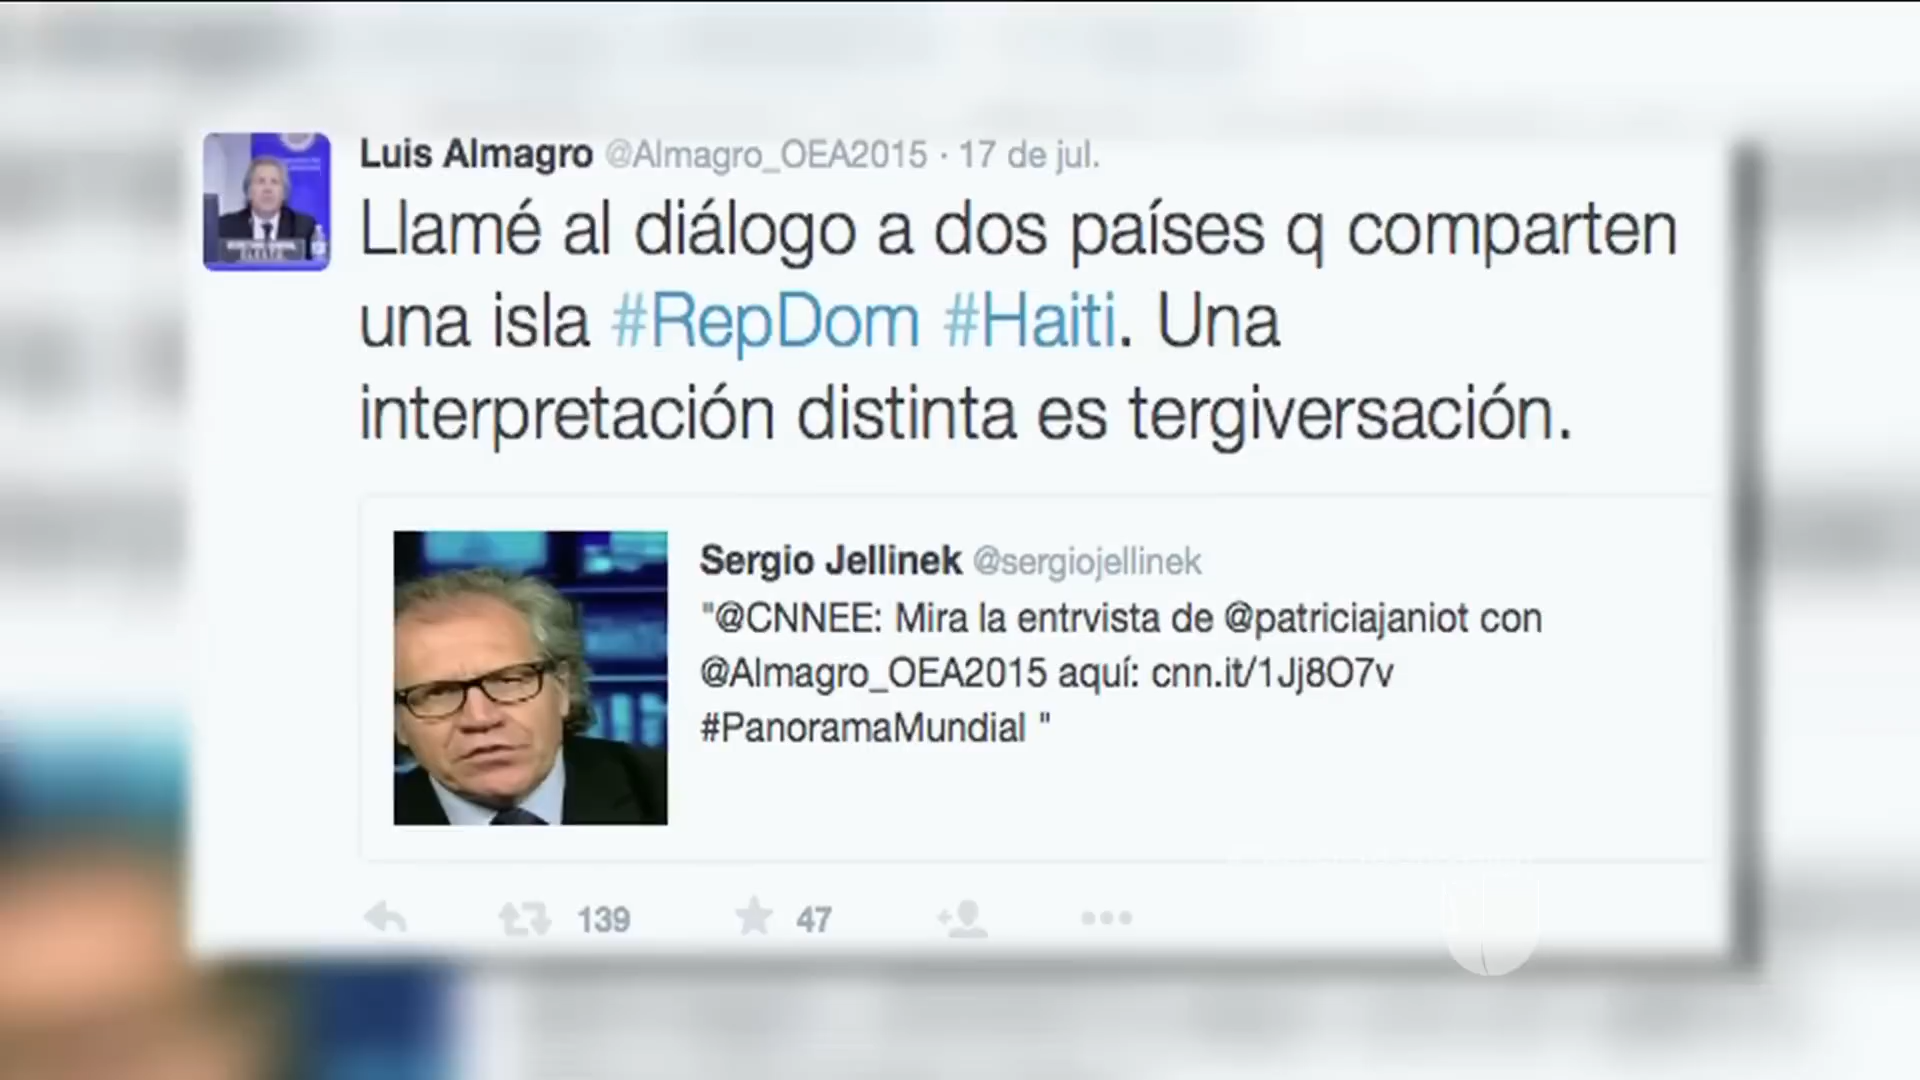 Luis Almagro @Almagro_OEA2015 · 17 de jul.
Llamé al diálogo a dos países q comparten
una isla #RepDom #Haiti. Una
interpretación distinta es tergiversación.
Sergio Jellinek @sergiojellinek
"@CNNEE: Mira la entrvista de @patriciajaniot con
@Almagro_OEA2015 aquí: cnn.it/1Jj8O7v
#PanoramaMundial "
139
47